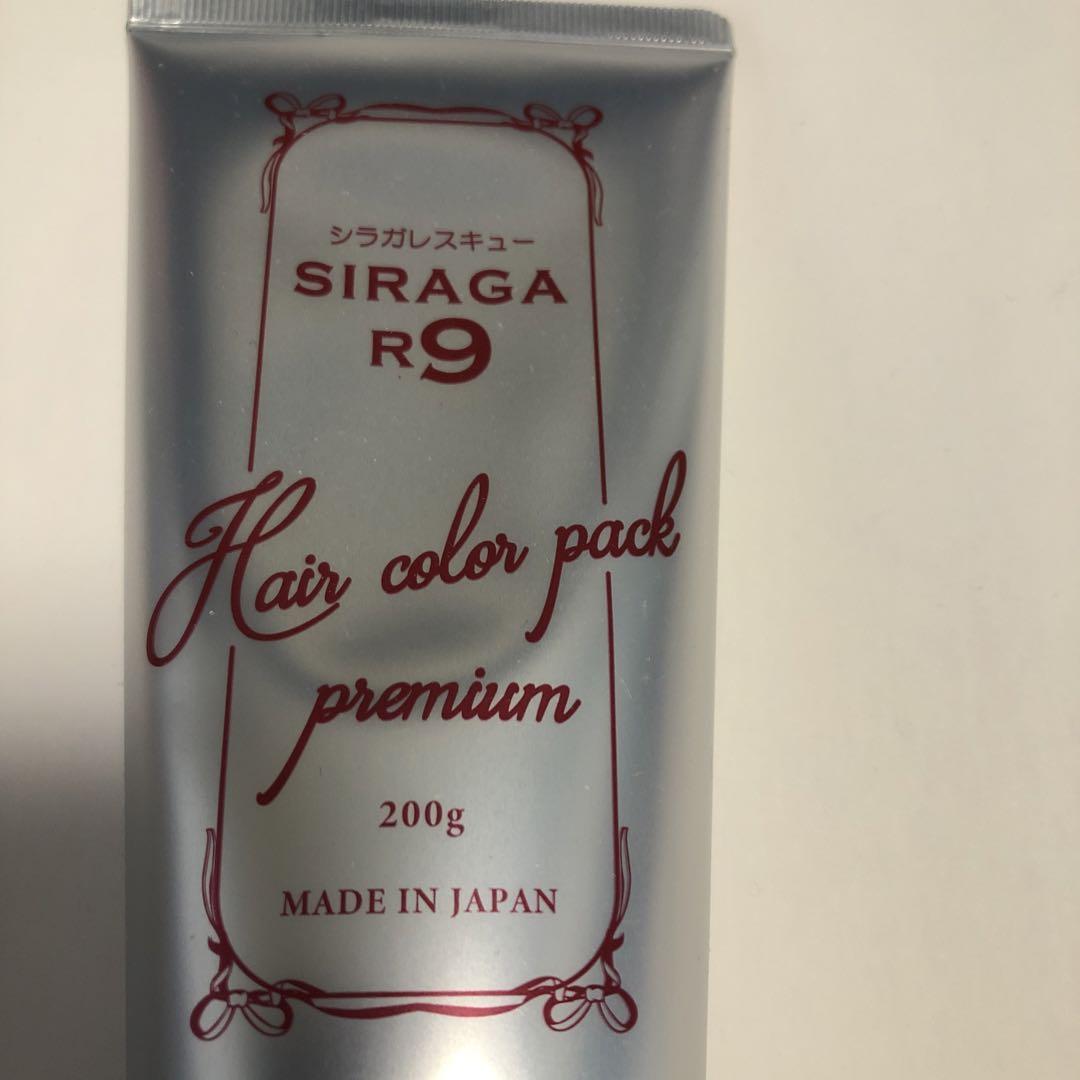 シラガレスキュー
SIRAGA
R9
Hair color pack
premium
200g
MADE IN JAPAN